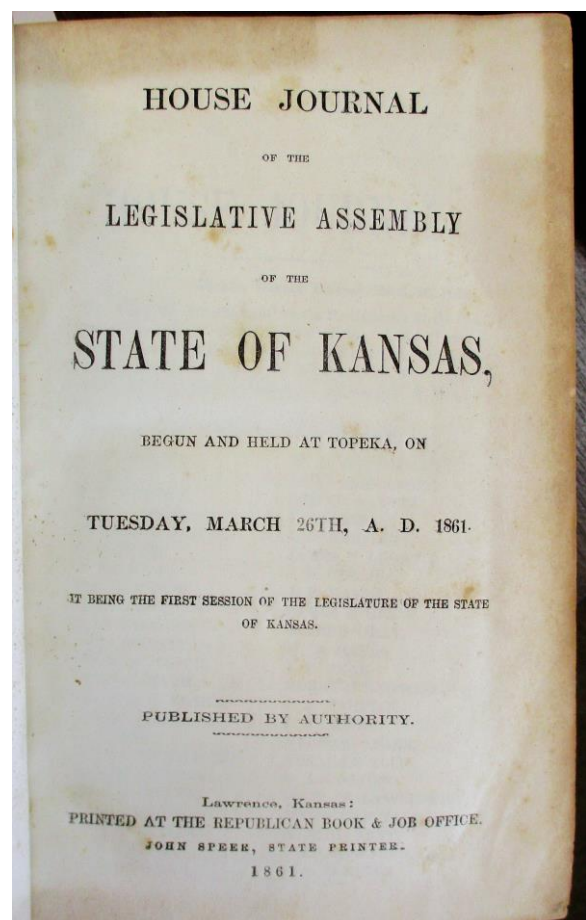 HOUSE JOURNAL
OF THE
LEGISLATIVE ASSEMBLY
OF THE
STATE OF KANSAS,
BEGUN AND HELD AT TOPEKA, ON
TUESDAY, MARCH 26TH, A. D. 1861.
IT BEING THE FIRST SESSION OF THE LEGISLATURE OF THE STATE
OF KANSAS.
PUBLISHED BY AUTHORITY.
Lawrence, Kansas:
PRINTED AT THE REPUBLICAN BOOK & JOB OFFICE.
JOHN SPEER, STATE PRINTER.
1861.